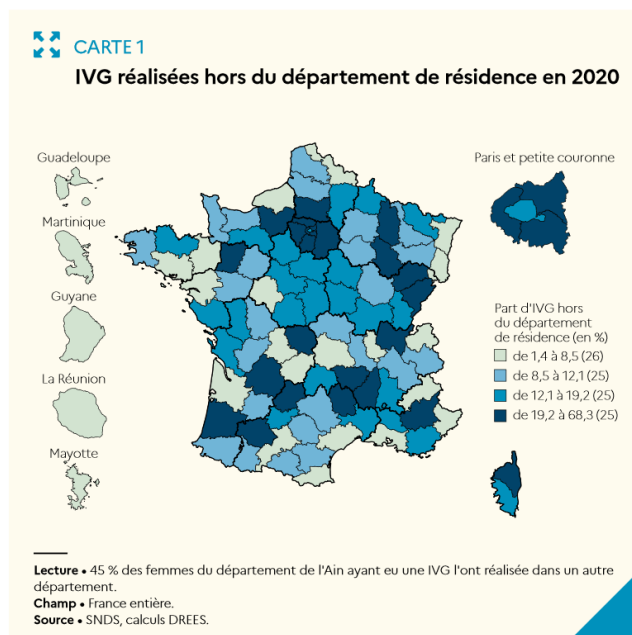 CARTE 1
IVG réalisées hors du département de résidence en 2020
Guadeloupe
Martinique
Guyane
La Réunion
Mayotte
Paris et petite couronne
Part d'IVG hors
du département
de résidence (en %)
de 1,4 à 8,5 (26)
de 8,5 à 12,1 (25)
de 12,1 à 19,2 (25)
de 19,2 à 68,3 (25)
Lecture • 45 % des femmes du département de l'Ain ayant eu une IVG l'ont réalisée dans un autre
département.
Champ • France entière.
Source • SNDS, calculs DREES.